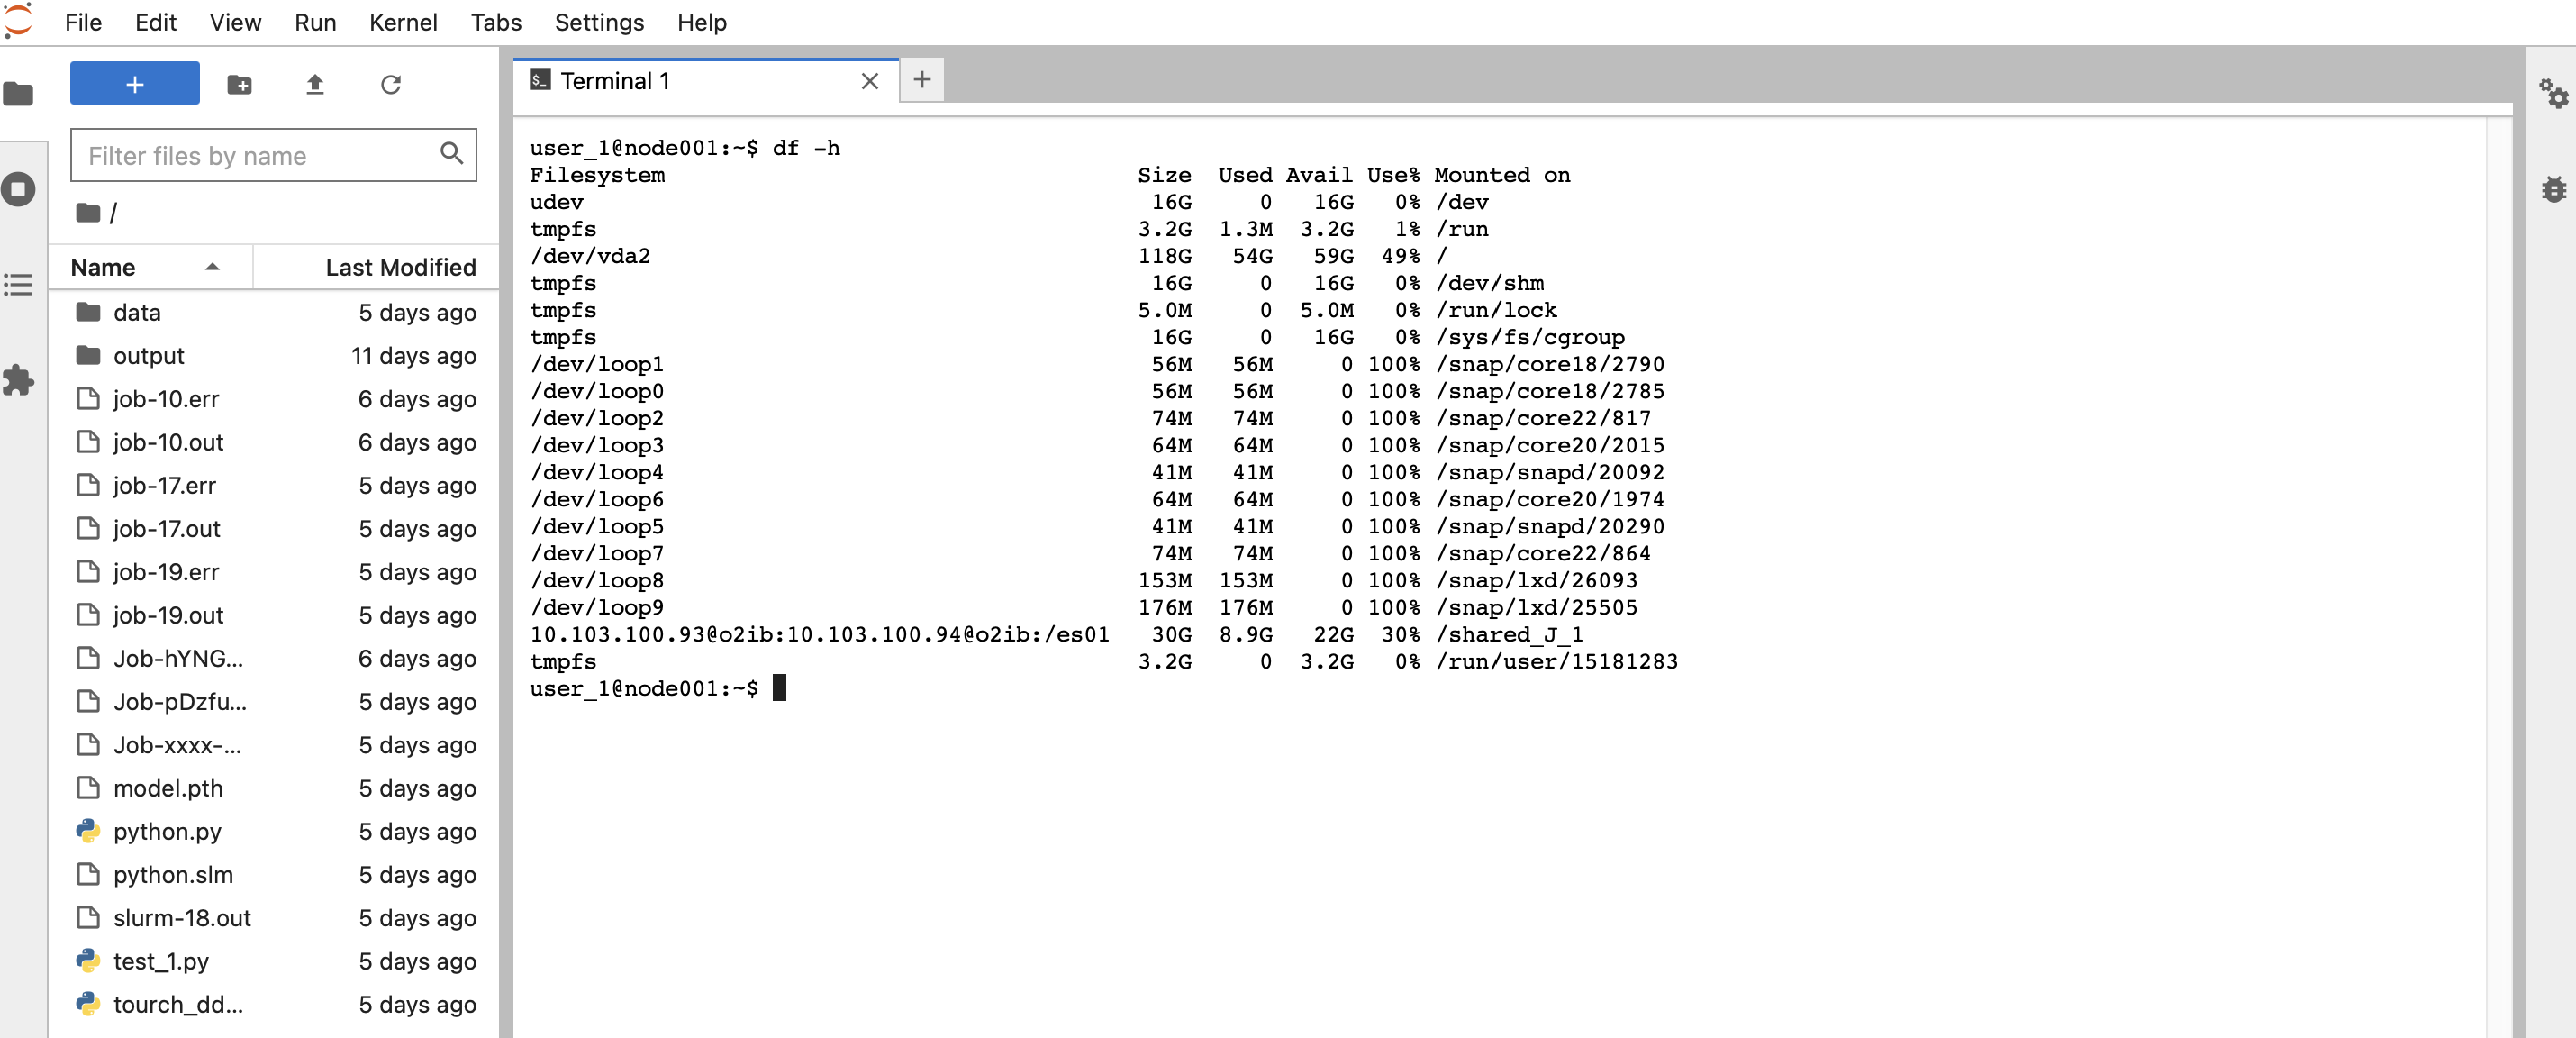 File Edit View Run Kernel Tabs Settings Help
+
Filter files by name
/
Name Last Modified
data 5 days ago
output 11 days ago
job-10.err 6 days ago
job-10.out 6 days ago
job-17.err 5 days ago
job-17.out 5 days ago
job-19.err 5 days ago
job-19.out 5 days ago
Job-hYNG... 6 days ago
Job-pDzfu... 5 days ago
Job-xxxx-... 5 days ago
model.pth 5 days ago
python.py 5 days ago
python.slm 5 days ago
slurm-18.out 5 days ago
test_1.py 5 days ago
tourch_dd... 5 days ago
$_ Terminal 1
user_1@node001:~$ df -h
Filesystem Size Used Avail Use% Mounted on
udev 16G 0 16G 0% /dev
tmpfs 3.2G 1.3M 3.2G 1% /run
/dev/vda2 118G 54G 59G 49% /
tmpfs 16G 0 16G 0% /dev/shm
tmpfs 5.0M 0 5.0M 0% /run/lock
tmpfs 16G 0 16G 0% /sys/fs/cgroup
/dev/loop1 56M 56M 0 100% /snap/core18/2790
/dev/loop0 56M 56M 0 100% /snap/core18/2785
/dev/loop2 74M 74M 0 100% /snap/core22/817
/dev/loop3 64M 64M 0 100% /snap/core20/2015
/dev/loop4 41M 41M 0 100% /snap/snapd/20092
/dev/loop6 64M 64M 0 100% /snap/core20/1974
/dev/loop5 41M 41M 0 100% /snap/snapd/20290
/dev/loop7 74M 74M 0 100% /snap/core22/864
/dev/loop8 153M 153M 0 100% /snap/lxd/26093
/dev/loop9 176M 176M 0 100% /snap/lxd/25505
10.103.100.93@o2ib:10.103.100.94@o2ib:/es01 30G 8.9G 22G 30% /shared_J_1
tmpfs 3.2G 0 3.2G 0% /run/user/15181283
user_1@node001:~$